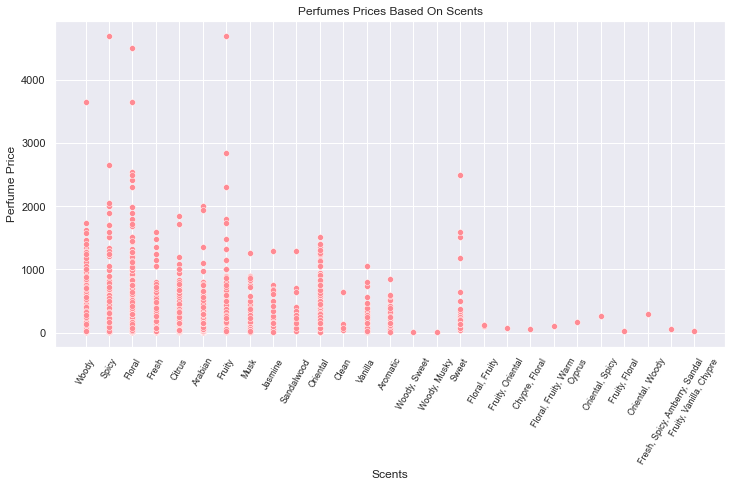 Perfumes Prices Based On Scents
Perfume Price
4000
3000
2000
1000
0
Woody
Spicy
Floral
Fresh
Citrus
Arabian
Fruity
Musk
Jasmine
Sandalwood
Oriental
Clean
Vanilla
Aromatic
Woody, Sweet
Woody, Musky
Sweet
Floral, Fruity
Fruity, Oriental
Chypre, Floral
Floral, Fruity, Warm
Cyprus
Oriental, Spicy
Fruity, Floral
Oriental, Woody
Fresh, Spicy, Amberry, Sandal
Fruity, Vanilla, Chypre
Scents